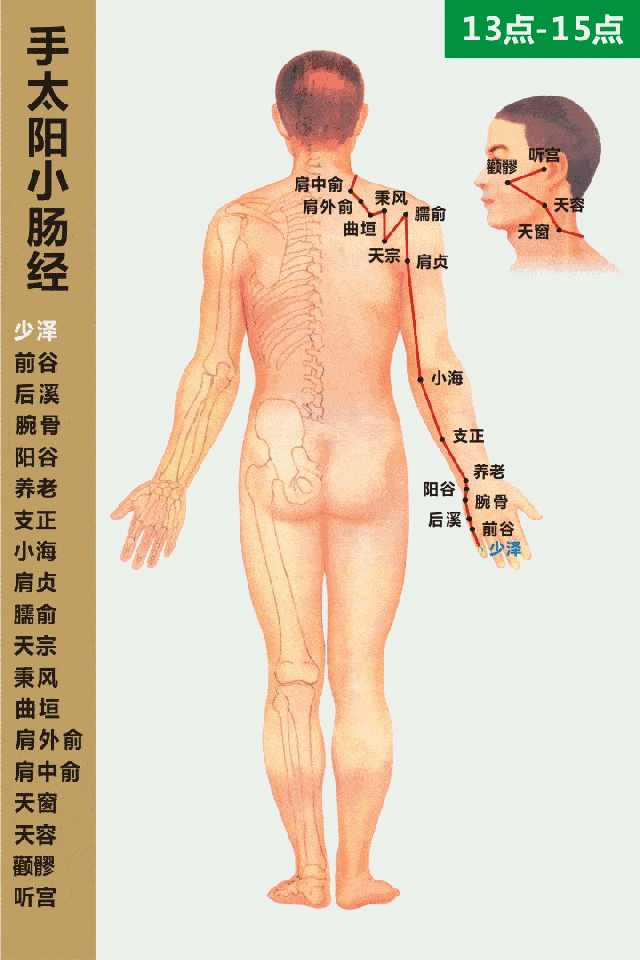 13点-15点
手太阳小肠经
少泽
前谷
后溪
腕骨
阳谷
养老
支正
小海
肩贞
臑俞
天宗
秉风
曲垣
肩外俞
肩中俞
天窗
天容
颧髎
听宫
肩中俞
秉风
肩外俞
臑俞
曲垣
天宗
肩贞
小海
支正
养老
阳谷
腕骨
后溪
前谷
少泽
听宫
颧髎
天容
天窗